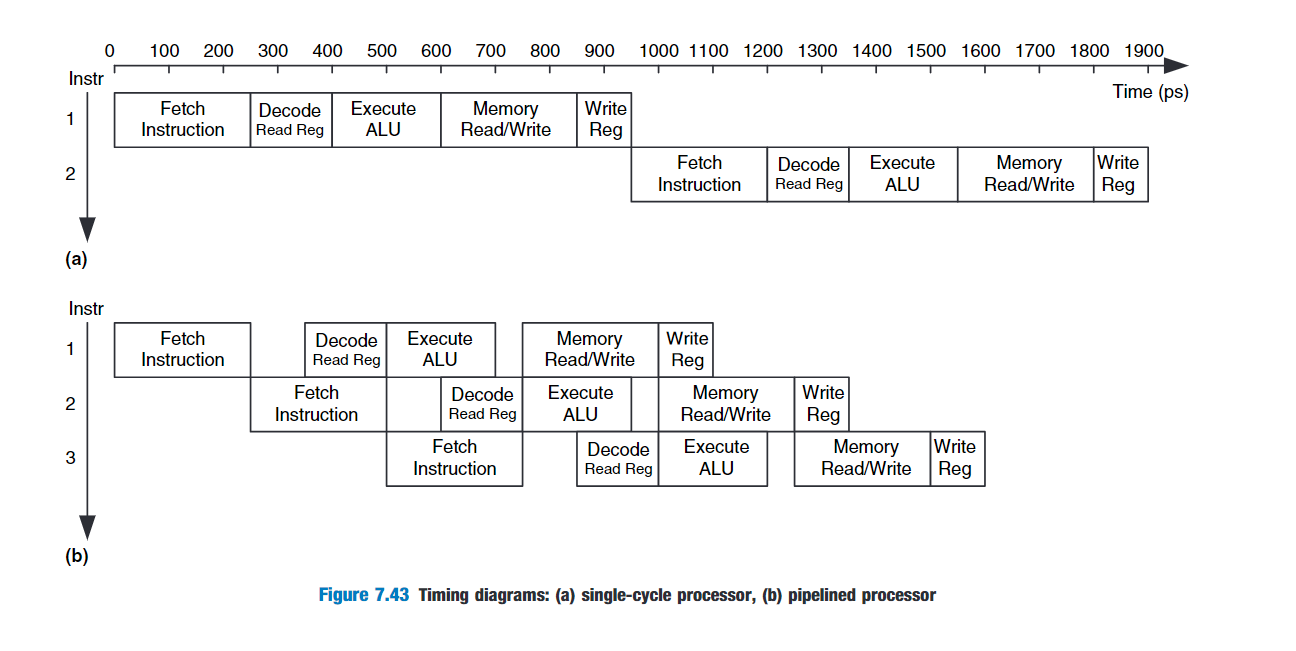 0 100 200 300 400 500 600 700 800 900 1000 1100 1200 1300 1400 1500 1600 1700 1800 1900
Instr
Time (ps)
1
Fetch
Instruction
Decode
Read Reg
Execute
ALU
Memory
Read/Write
Write
Reg
2
Fetch
Instruction
Decode
Read Reg
Execute
ALU
Memory
Read/Write
Write
Reg
(a)
Instr
1
Fetch
Instruction
Decode
Read Reg
Execute
ALU
Memory
Read/Write
Write
Reg
2
Fetch
Instruction
Decode
Read Reg
Execute
ALU
Memory
Read/Write
Write
Reg
3
Fetch
Instruction
Decode
Read Reg
Execute
ALU
Memory
Read/Write
Write
Reg
(b)
Figure 7.43 Timing diagrams: (a) single-cycle processor, (b) pipelined processor